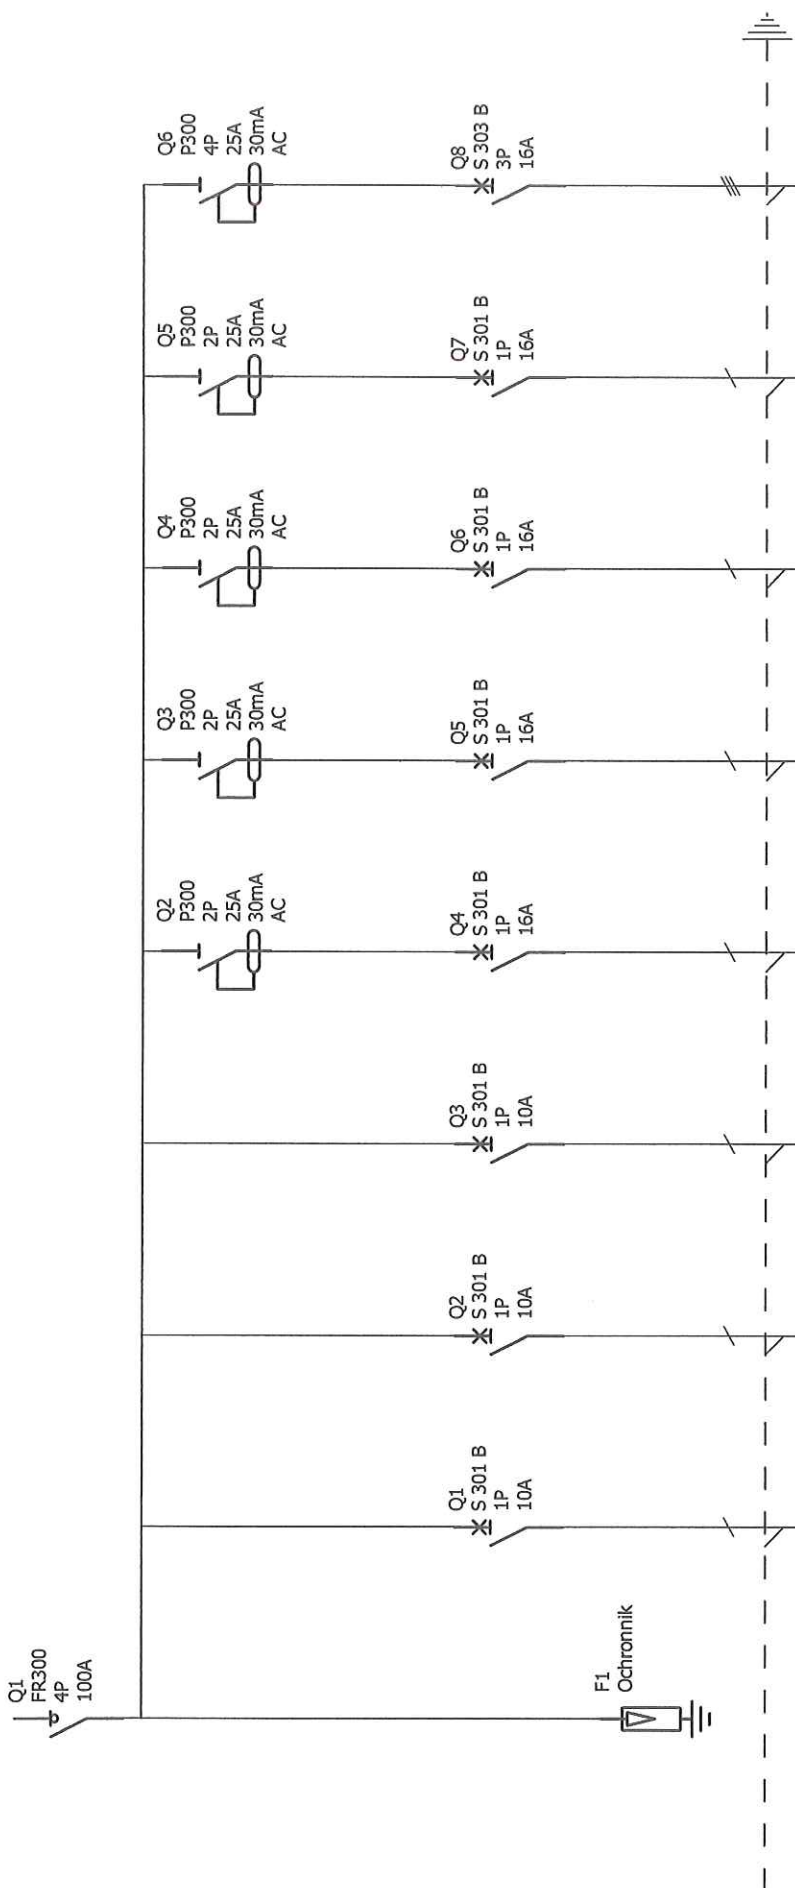 Q1
FR300
4P
100A
F1
Ochronnik
Q1
S 301 B
1P
10A
Q2
S 301 B
1P
10A
Q3
S 301 B
1P
10A
Q2
P300
2P
25A
30mA
AC
Q4
S 301 B
1P
16A
Q3
P300
2P
25A
30mA
AC
Q5
S 301 B
1P
16A
Q4
P300
2P
25A
30mA
AC
Q6
S 301 B
1P
16A
Q5
P300
2P
25A
30mA
AC
Q7
S 301 B
1P
16A
Q6
P300
4P
25A
30mA
AC
Q8
S 303 B
3P
16A